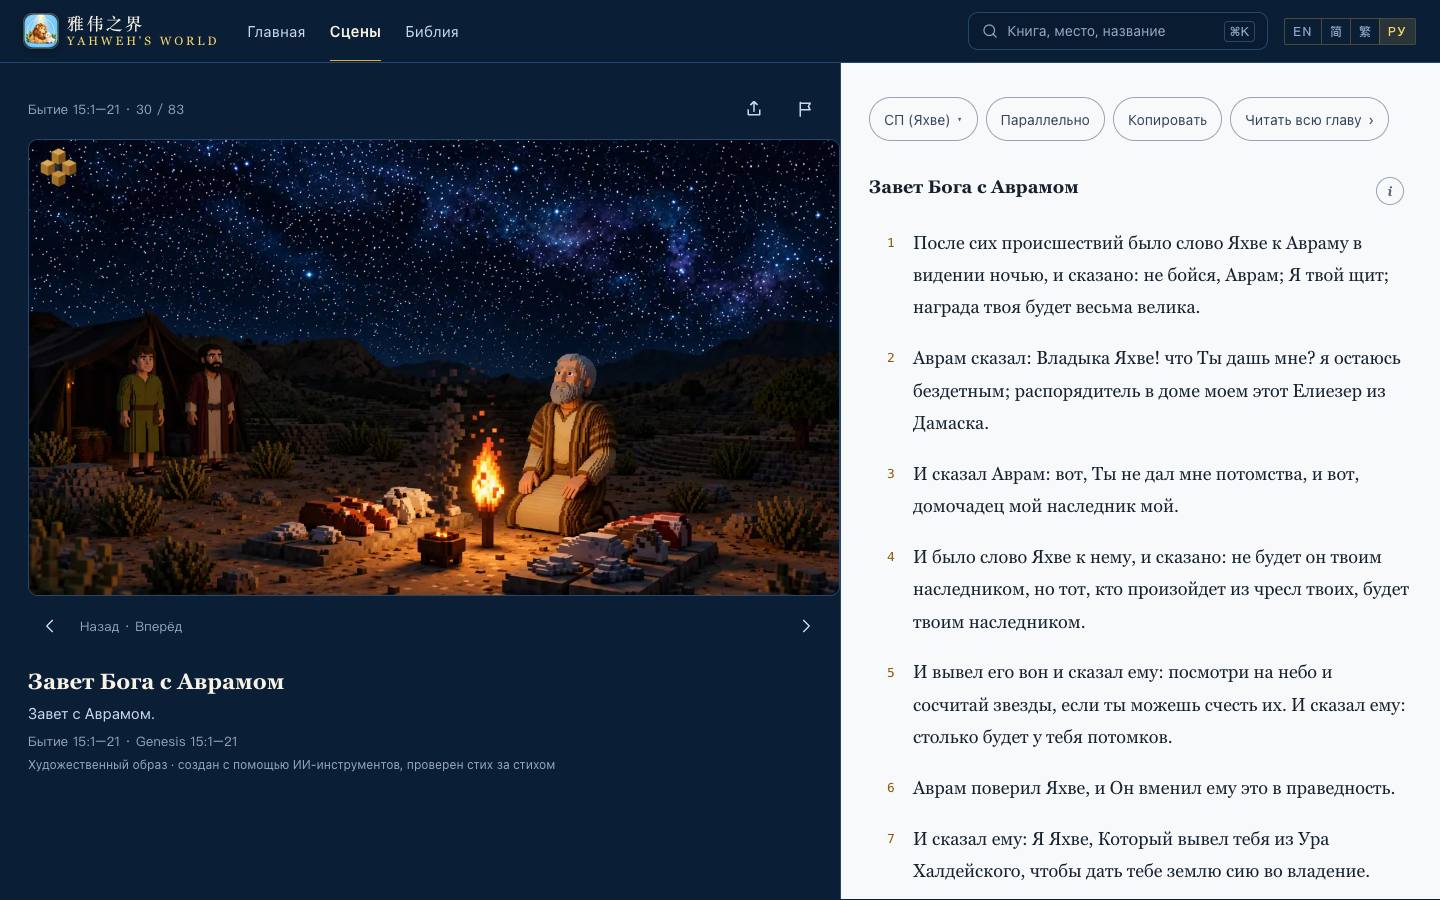 雅伟之界
YAHWEH'S WORLD
Главная
Сцены
Библия
Книга, место, название
⌘K
EN
简
繁
РУ
Бытие 15:1—21 · 30 / 83
Назад · Вперёд
Завет Бога с Аврамом
Завет с Аврамом.
Бытие 15:1—21 · Genesis 15:1—21
Художественный образ · создан с помощью ИИ-инструментов, проверен стих за стихом
СП (Яхве)
Параллельно
Копировать
Читать всю главу ›
Завет Бога с Аврамом
i
1 После сих происшествий было слово Яхве к Авраму в
видении ночью, и сказано: не бойся, Аврам; Я твой щит;
награда твоя будет весьма велика.
2 Аврам сказал: Владыка Яхве! что Ты дашь мне? я остаюсь
бездетным; распорядитель в доме моем этот Елиезер из
Дамаска.
3 И сказал Аврам: вот, Ты не дал мне потомства, и вот,
домочадец мой наследник мой.
4 И было слово Яхве к нему, и сказано: не будет он твоим
наследником, но тот, кто произойдет из чресл твоих, будет
твоим наследником.
5 И вывел его вон и сказал ему: посмотри на небо и
сосчитай звезды, если ты можешь счесть их. И сказал ему:
столько будет у тебя потомков.
6 Аврам поверил Яхве, и Он вменил ему это в праведность.
7 И сказал ему: Я Яхве, Который вывел тебя из Ура
Халдейского, чтобы дать тебе землю сию во владение.